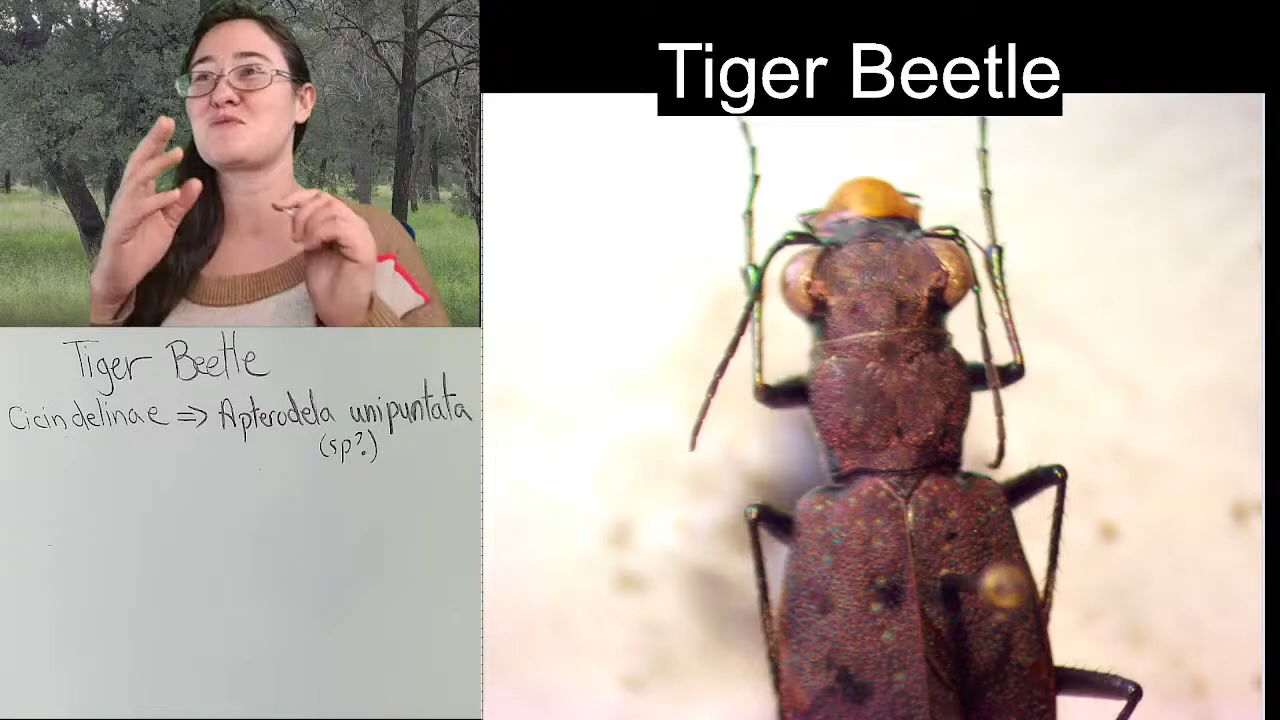 Tiger Beetle
Tiger Beetle
Cicindelinae => Apterodela unipuntata
(sp?)